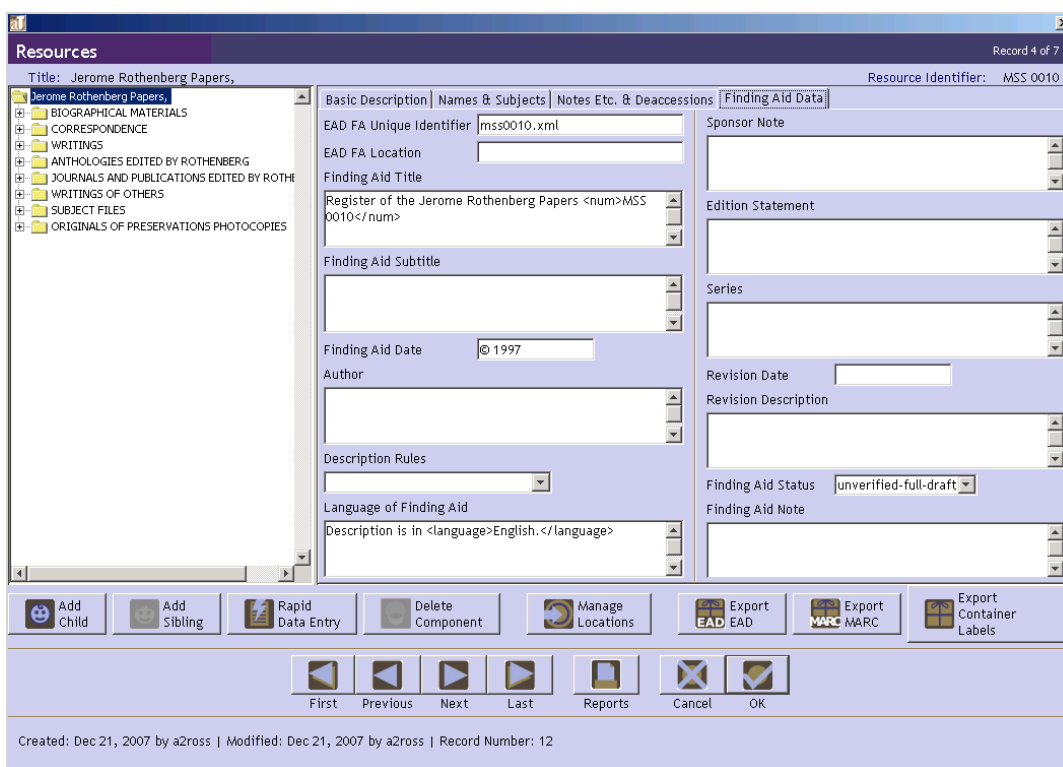 aT
Resources
Record 4 of 7
Title: Jerome Rothenberg Papers,
Resource Identifier: MSS 0010
Jerome Rothenberg Papers,
BIOGRAPHICAL MATERIALS
CORRESPONDENCE
WRITINGS
ANTHOLOGIES EDITED BY ROTHENBERG
JOURNALS AND PUBLICATIONS EDITED BY ROTHE
WRITINGS OF OTHERS
SUBJECT FILES
ORIGINALS OF PRESERVATIONS PHOTOCOPIES
Basic Description Names & Subjects Notes Etc. & Deaccessions Finding Aid Data
EAD FA Unique Identifier mss0010.xml
EAD FA Location
Finding Aid Title
Register of the Jerome Rothenberg Papers <num>MSS
0010</num>
Finding Aid Subtitle
Finding Aid Date © 1997
Author
Description Rules
Language of Finding Aid
Description is in <language>English.</language>
Sponsor Note
Edition Statement
Series
Revision Date
Revision Description
Finding Aid Status unverified-full-draft
Finding Aid Note
Add
Child
Add
Sibling
Rapid
Data Entry
Delete
Component
Manage
Locations
EAD
Export
EAD
MARC
Export
MARC
Export
Container
Labels
First Previous Next Last Reports Cancel OK
Created: Dec 21, 2007 by a2ross | Modified: Dec 21, 2007 by a2ross | Record Number: 12